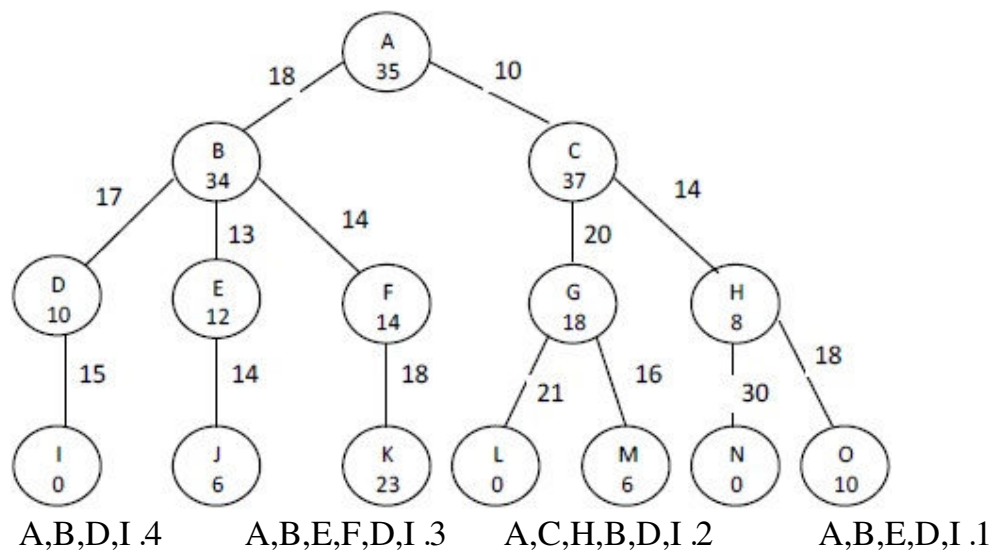 A
35
18
10
B
34
C
37
17
13
14
20
14
D
10
E
12
F
14
G
18
H
8
15
14
18
21
16
30
18
I
0
J
6
K
23
L
0
M
6
N
0
O
10
A,B,D,I .4 A,B,E,F,D,I .3 A,C,H,B,D,I .2 A,B,E,D,I .1